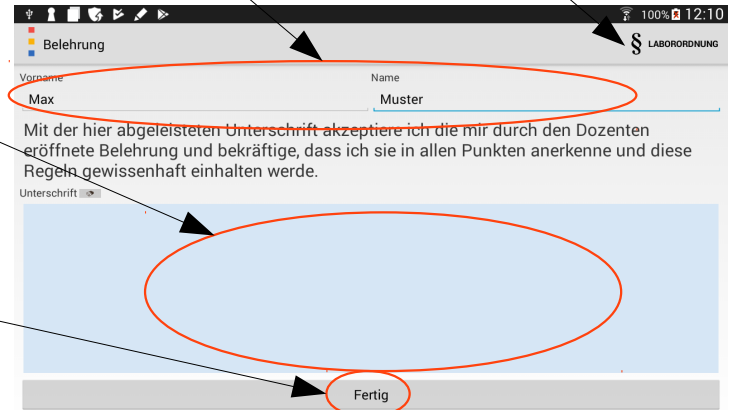 100% 12:10
Belehrung
§ LABORORDNUNG
Vorname Name
Max Muster
Mit der hier abgeleisteten Unterschrift akzeptiere ich die mir durch den Dozenten
eröffnete Belehrung und bekräftige, dass ich sie in allen Punkten anerkenne und diese
Regeln gewissenhaft einhalten werde.
Unterschrift
Fertig